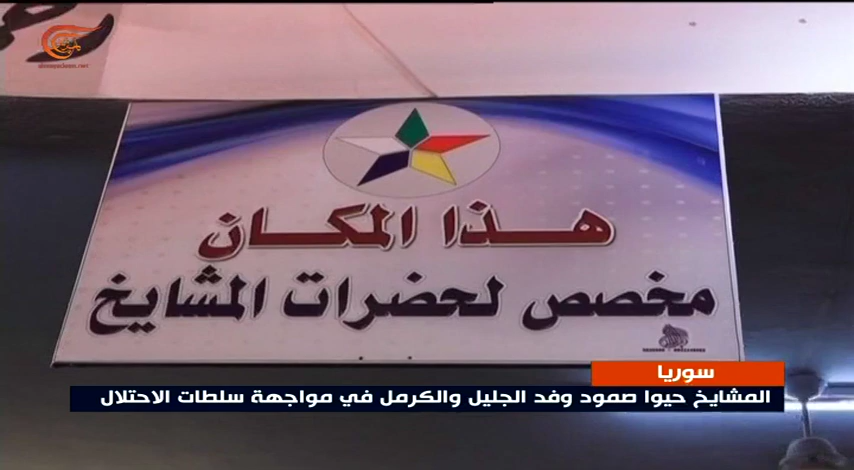 هذا المكان
مخصص لحضرات المشايخ
سوريا
المشايخ حيوا صمود وفد الجليل والكرمل في مواجهة سلطات الاحتلال